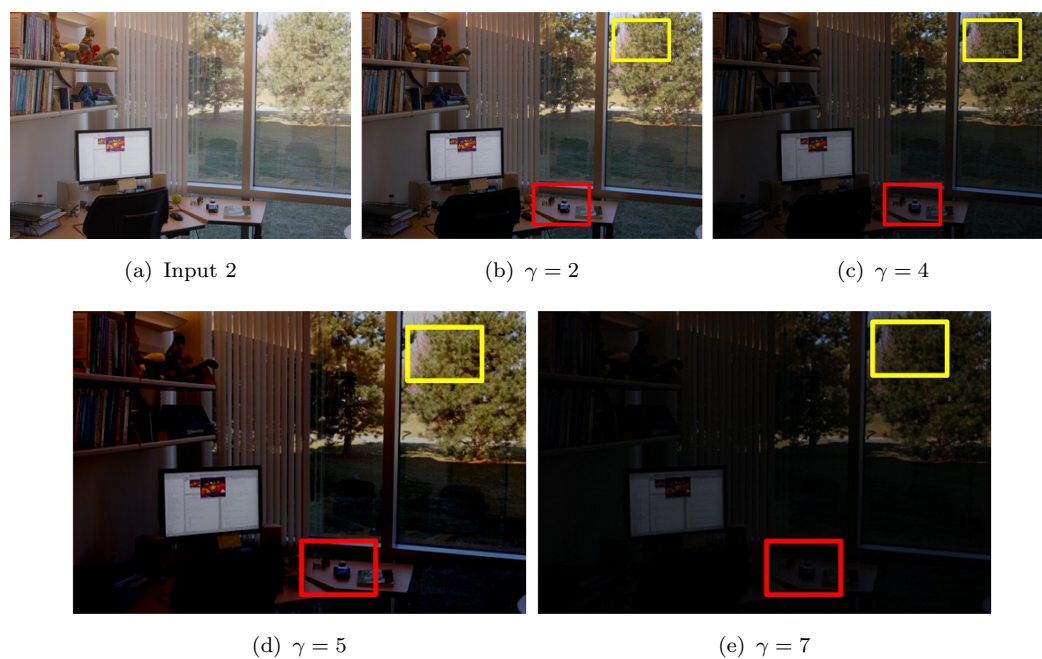 (a) Input 2
(b) γ = 2
(c) γ = 4
(d) γ = 5
(e) γ = 7